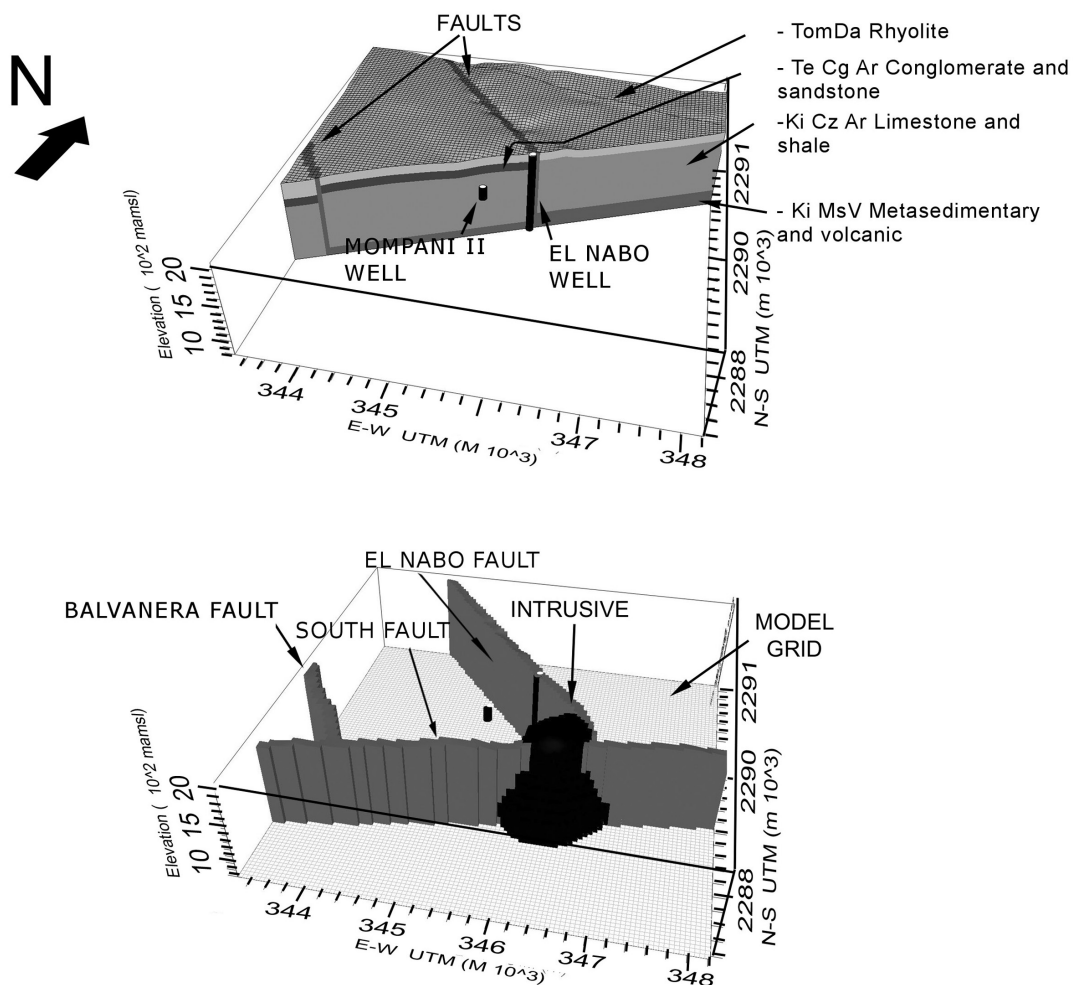 FAULTS
- TomDa Rhyolite
- Te Cg Ar Conglomerate and
sandstone
-Ki Cz Ar Limestone and
shale
- Ki MsV Metasedimentary
and volcanic
N
MOMPANI II
WELL
EL NABO
WELL
Elevation ( 10^2 mamsl)
20
15
10
344
345
347
348
E-W UTM (M 10^3)
2291
2290
2288
N-S UTM (m 10^3)
EL NABO FAULT
BALVANERA FAULT
SOUTH FAULT
INTRUSIVE
MODEL
GRID
Elevation ( 10^2 mamsl)
20
15
10
344
345
346
347
348
E-W UTM (M 10^3)
2291
2290
2288
N-S UTM (m 10^3)